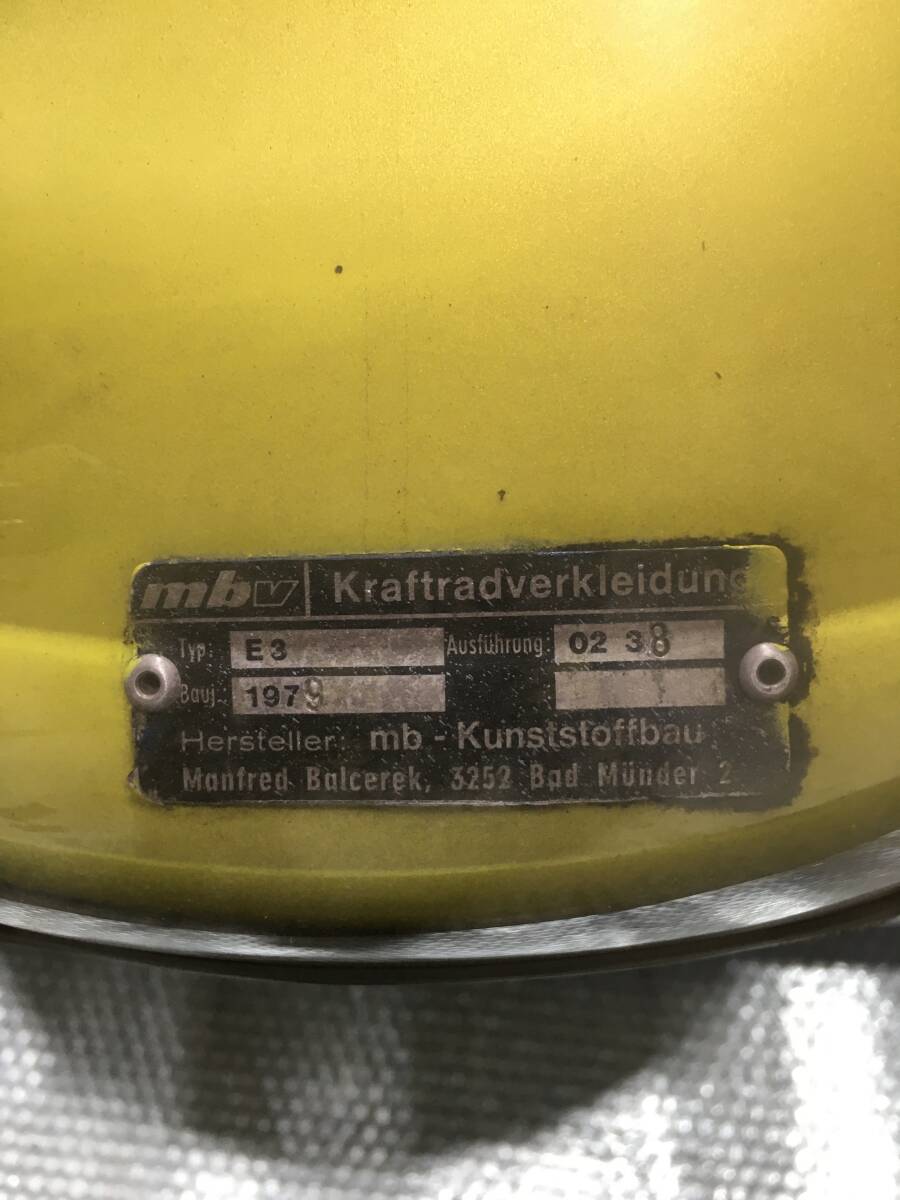 mbv Kraftradverkleidung
Typ: E3 Ausführung: 02 38
Bauj. 1979
Hersteller: mb - Kunststoffbau
Manfred Balcerek, 3252 Bad Münder 2